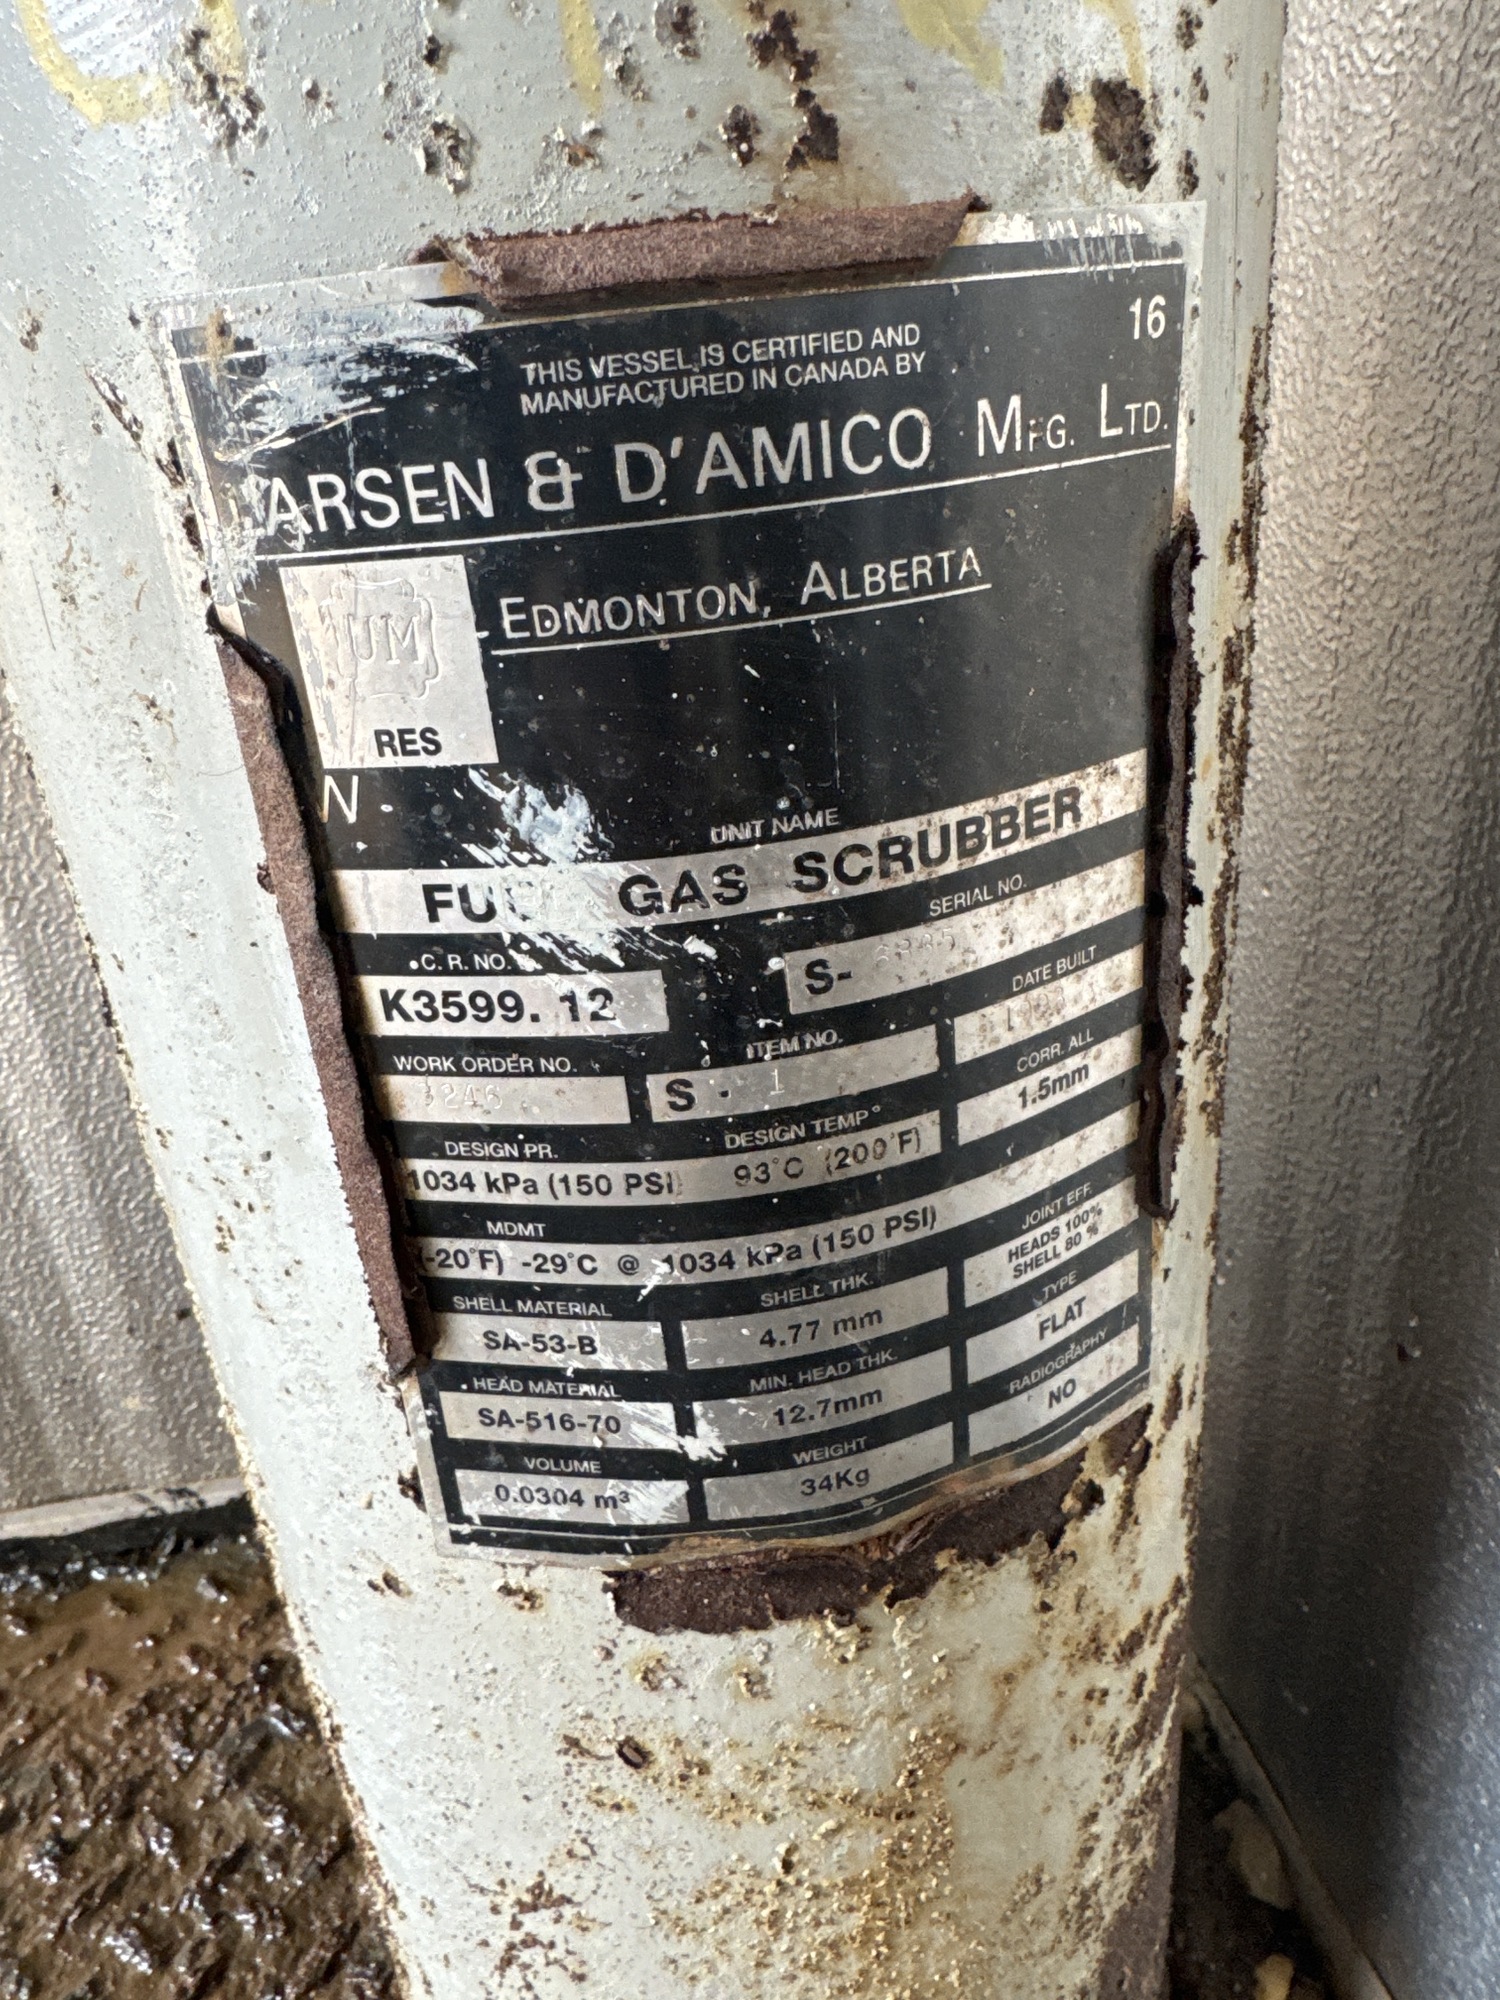 16
THIS VESSEL IS CERTIFIED AND
MANUFACTURED IN CANADA BY
LARSEN & D'AMICO MFG. LTD.
EDMONTON, ALBERTA
UM
RES
N
UNIT NAME
FUEL GAS SCRUBBER
C. R. NO.
SERIAL NO.
K3599. 12
S-
DATE BUILT
WORK ORDER NO.
ITEM NO.
3246
S - 1
CORR. ALL
1.5mm
DESIGN PR.
DESIGN TEMP°
1034 kPa (150 PSI)
93°C (200°F)
MDMT
(-20°F) -29°C @ 1034 kPa (150 PSI)
JOINT EFF.
HEADS 100%
SHELL 80 %
SHELL MATERIAL
SHELL THK.
TYPE
SA-53-B
4.77 mm
FLAT
HEAD MATERIAL
MIN. HEAD THK.
RADIOGRAPHY
SA-516-70
12.7mm
NO
VOLUME
WEIGHT
0.0304 m³
34Kg